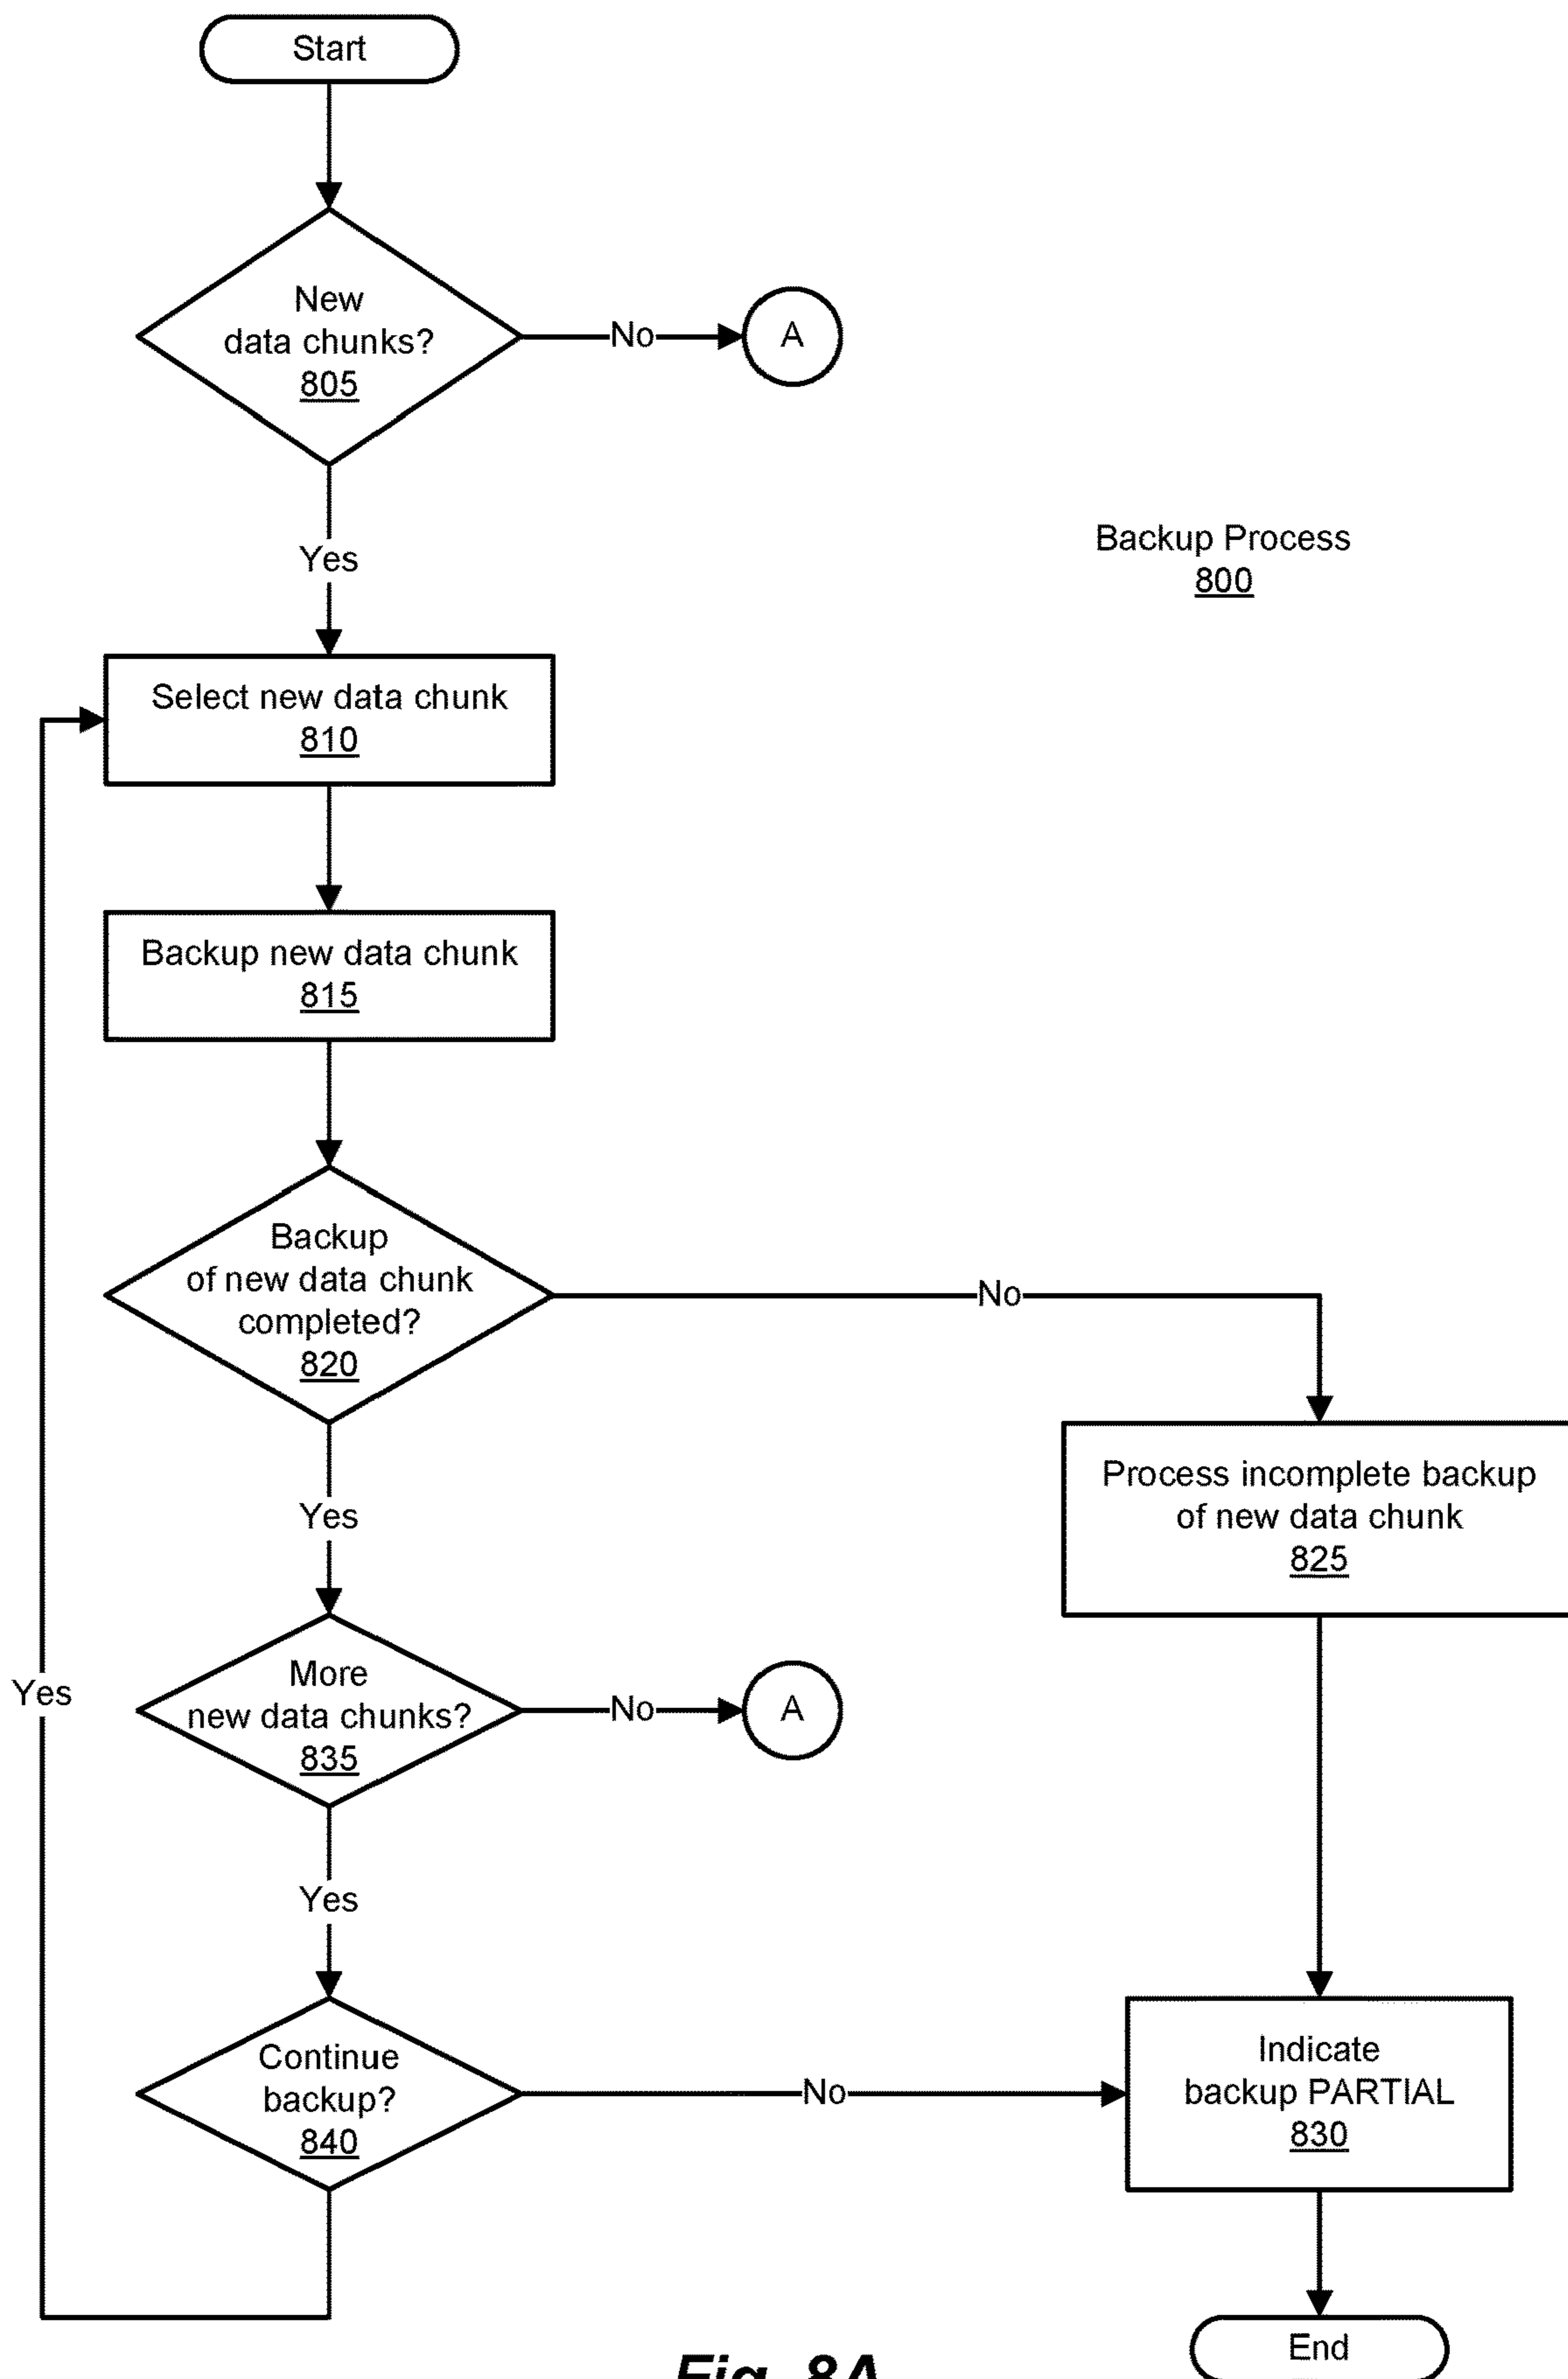 Start
New
data chunks?
805
No
A
Yes
Backup Process
800
Select new data chunk
810
Backup new data chunk
815
Backup
of new data chunk
completed?
820
No
Yes
Process incomplete backup
of new data chunk
825
More
new data chunks?
835
No
A
Yes
Yes
Continue
backup?
840
No
Indicate
backup PARTIAL
830
End
Fig. 8A